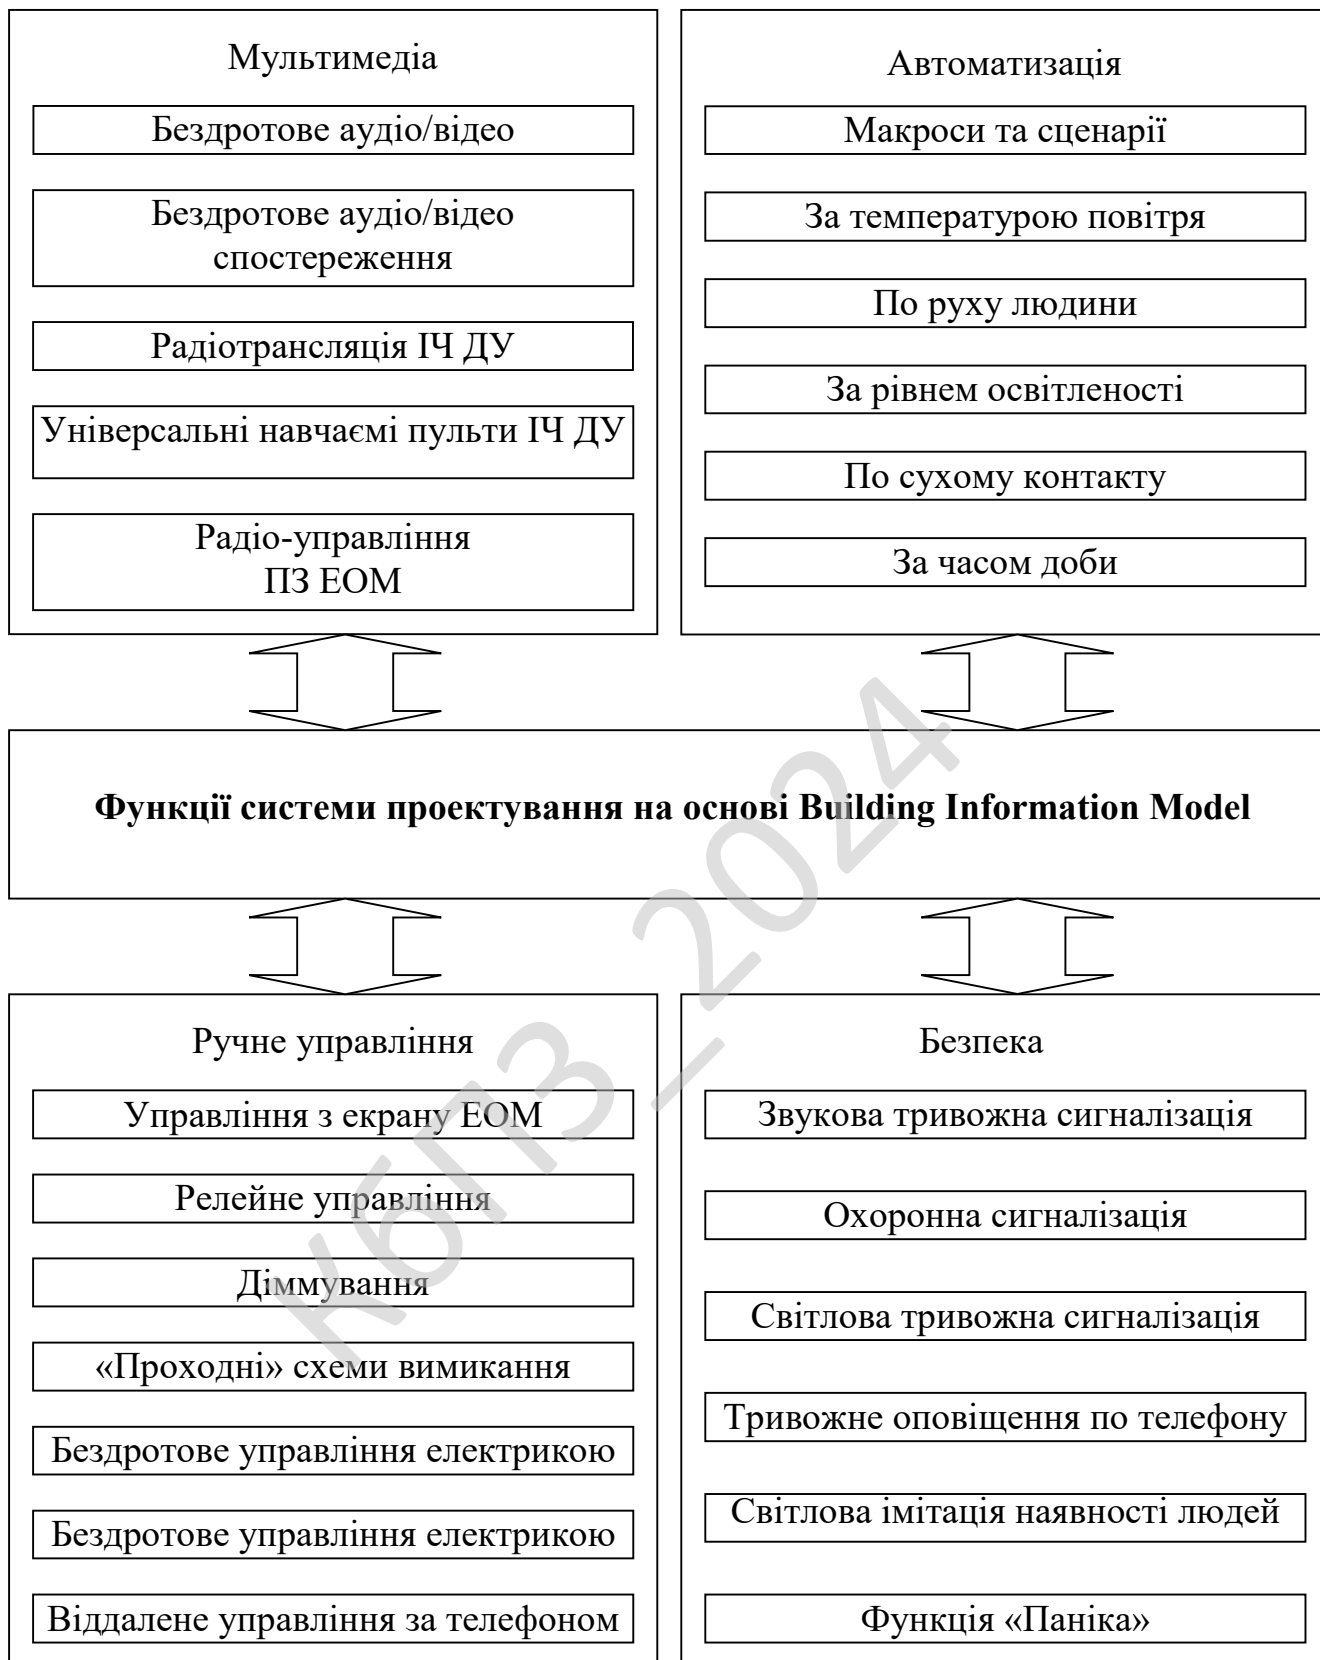 Мультимедіа
Бездротове аудіо/відео
Бездротове аудіо/відео
спостереження
Радіотрансляція ІЧ ДУ
Універсальні навчаємі пульти ІЧ ДУ
Радіо-управління
ПЗ ЕОМ
Автоматизація
Макроси та сценарії
За температурою повітря
По руху людини
За рівнем освітленості
По сухому контакту
За часом доби
Функції системи проектування на основі Building Information Model
Ручне управління
Управління з екрану ЕОМ
Релейне управління
Діммування
«Проходні» схеми вимикання
Бездротове управління електрикою
Бездротове управління електрикою
Віддалене управління за телефоном
Безпека
Звукова тривожна сигналізація
Охоронна сигналізація
Світлова тривожна сигналізація
Тривожне оповіщення по телефону
Світлова імітація наявності людей
Функція «Паніка»
КбПЗ_2024